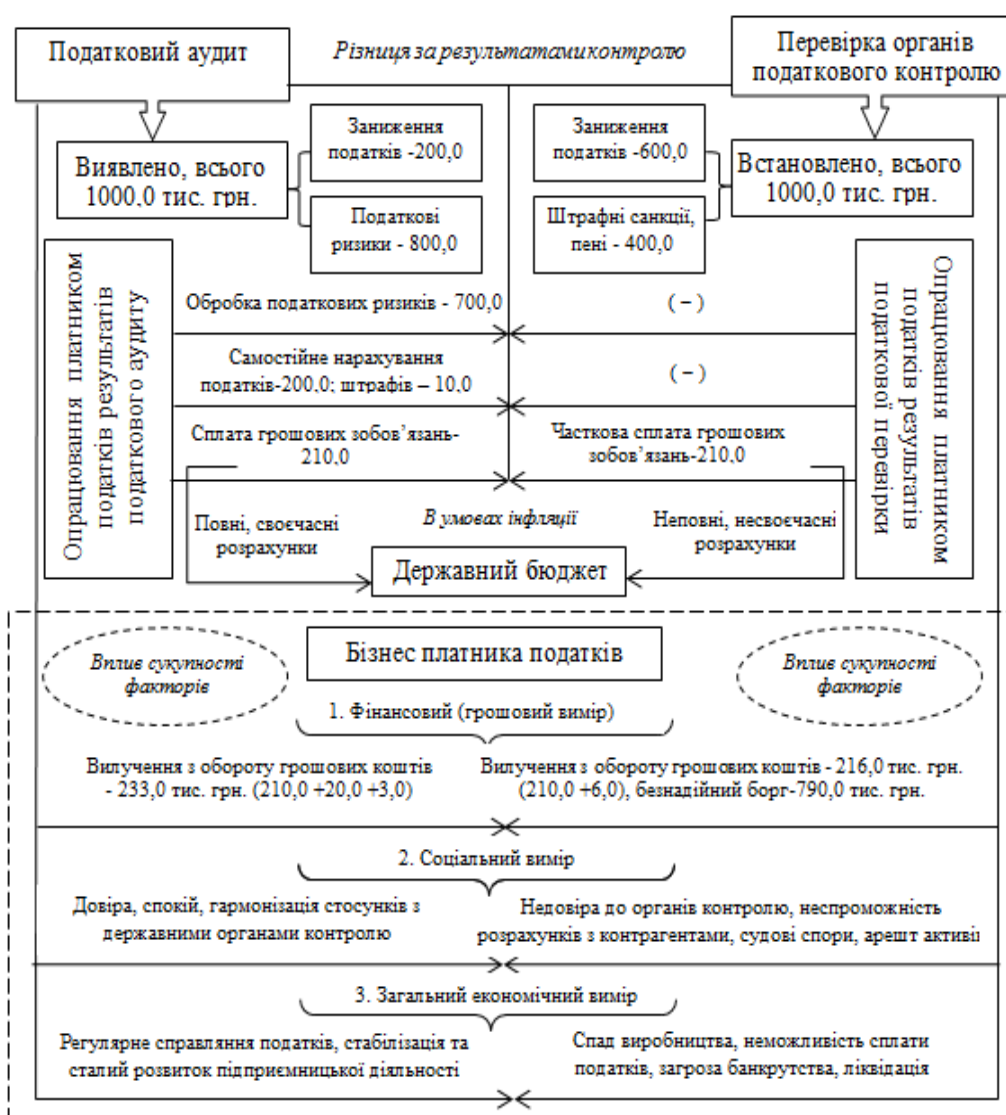 Податковий аудит
Різниця за результатами контролю
Перевірка органів
податкового контролю
Виявлено, всього
1000,0 тис. грн.
Заниження
податків -200,0
Податкові
ризики - 800,0
Заниження
податків -600,0
Штрафні санкції,
пені - 400,0
Встановлено, всього
1000,0 тис. грн.
Опрацювання платником
податків результатів
податкового аудиту
Обробка податкових ризиків - 700,0
( – )
Самостійне нарахування
податків-200,0; штрафів – 10,0
( – )
Сплата грошових зобов’язань-
210,0
Часткова сплата грошових
зобов’язань-210,0
Опрацювання платником
податків результатів
податкової перевірки
Повні, своєчасні
розрахунки
В умовах інфляції
Неповні, несвоєчасні
розрахунки
Державний бюджет
Вплив сукупності
факторів
Бізнес платника податків
Вплив сукупності
факторів
1. Фінансовий (грошовий вимір)
Вилучення з обороту грошових коштів
- 233,0 тис. грн. (210,0 +20,0 +3,0)
Вилучення з обороту грошових коштів - 216,0 тис. грн.
(210,0 +6,0), безнадійний борг-790,0 тис. грн.
2. Соціальний вимір
Довіра, спокій, гармонізація стосунків з
державними органами контролю
Недовіра до органів контролю, неспроможність
розрахунків з контрагентами, судові спори, арешт активі
3. Загальний економічний вимір
Регулярне справляння податків, стабілізація та
сталий розвиток підприємницької діяльності
Спад виробництва, неможливість сплати
податків, загроза банкрутства, ліквідація